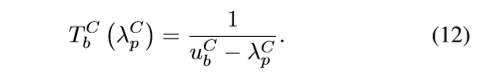 T_b^C (λ_p^C) = 1 / (u_b^C − λ_p^C). (12)